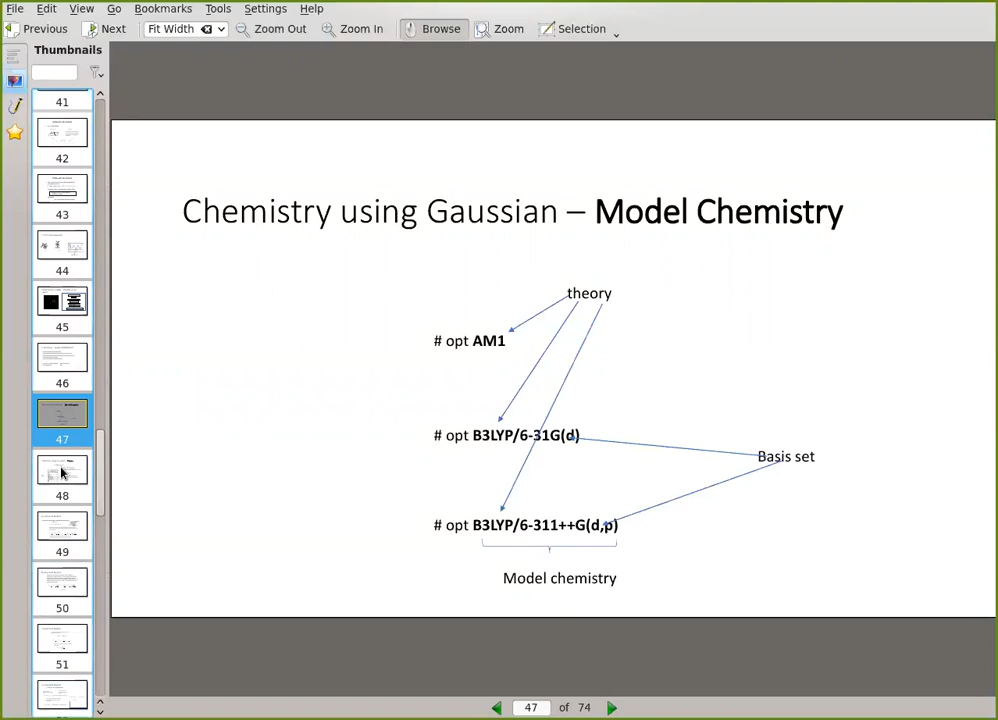 File Edit View Go Bookmarks Tools Settings Help
Previous Next Fit Width Zoom Out Zoom In Browse Zoom Selection
Thumbnails
41
42
43
44
45
46
47
48
49
50
51
Chemistry using Gaussian – Model Chemistry
theory
# opt AM1
# opt B3LYP/6-31G(d)
Basis set
# opt B3LYP/6-311++G(d,p)
Model chemistry
47 of 74